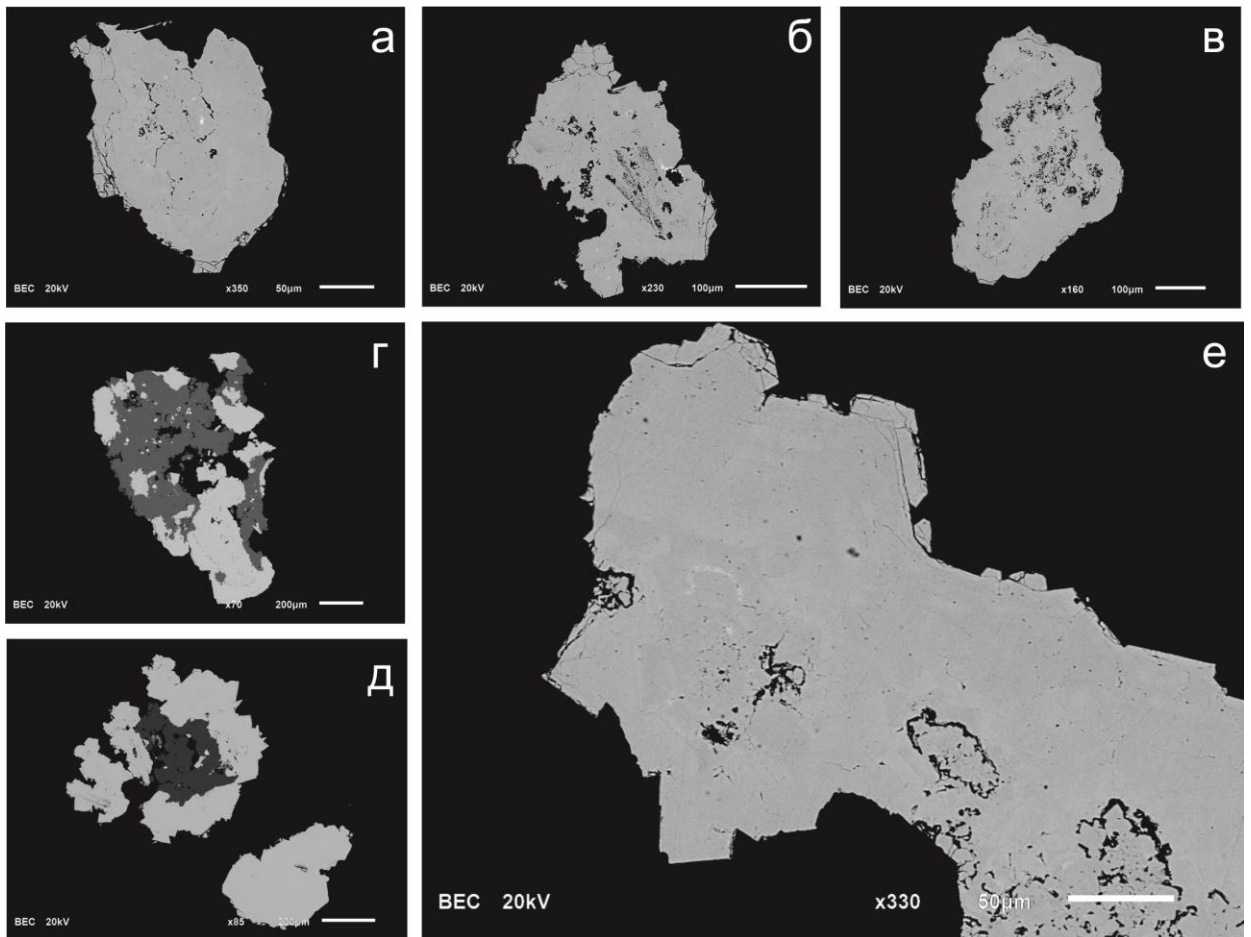 а
BEC 20kV x350 50µm
б
BEC 20kV x230 100µm
в
BEC 20kV x160 100µm
г
BEC 20kV x70 200µm
д
BEC 20kV x85 200µm
е
BEC 20kV x330 50µm